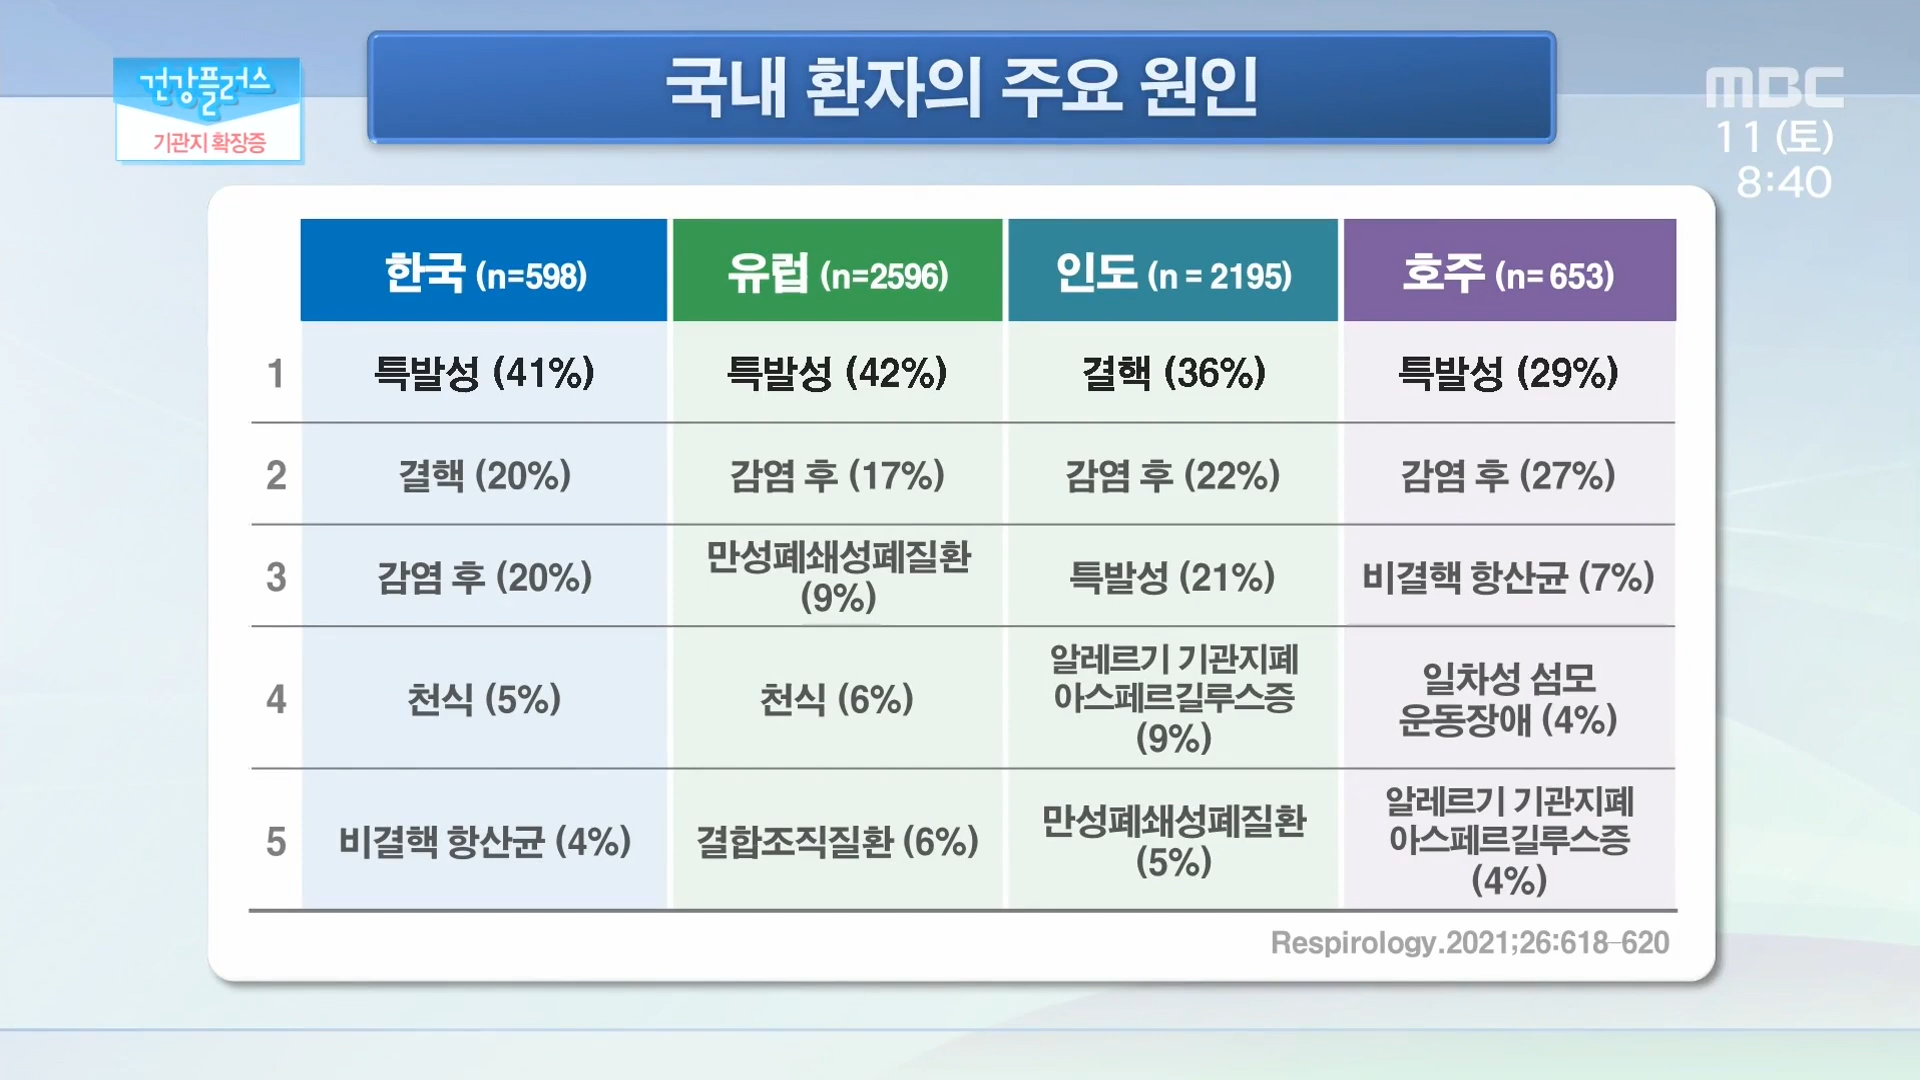 건강플러스
기관지 확장증
국내 환자의 주요 원인
MBC
11 (토)
8:40
한국 (n=598) 유럽 (n=2596) 인도 (n = 2195) 호주 (n= 653)
1 특발성 (41%) 특발성 (42%) 결핵 (36%) 특발성 (29%)
2 결핵 (20%) 감염 후 (17%) 감염 후 (22%) 감염 후 (27%)
3 감염 후 (20%) 만성폐쇄성폐질환
(9%) 특발성 (21%) 비결핵 항산균 (7%)
4 천식 (5%) 천식 (6%) 알레르기 기관지폐
아스페르길루스증
(9%) 일차성 섬모
운동장애 (4%)
5 비결핵 항산균 (4%) 결합조직질환 (6%) 만성폐쇄성폐질환
(5%) 알레르기 기관지폐
아스페르길루스증
(4%)
Respirology.2021;26:618–620